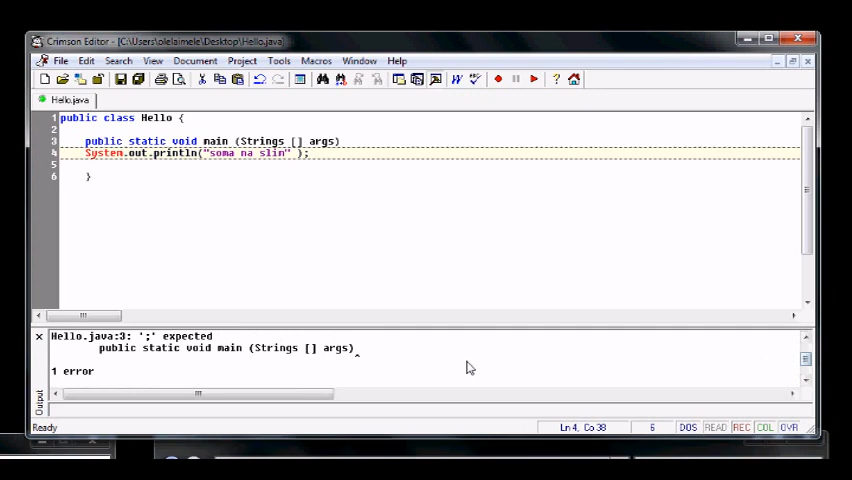 Crimson Editor - [C:\Users\olelaimele\Desktop\Hello.java]
File Edit Search View Document Project Tools Macros Window Help
Hello.java
1 public class Hello {
2
3 public static void main (Strings [] args)
4 System.out.println("soma na slim" );
5
6 }
Hello.java:3: ';' expected
public static void main (Strings [] args)
^
1 error
Output
Ready Ln 4, Co 38 6 DOS READ REC COL OVR